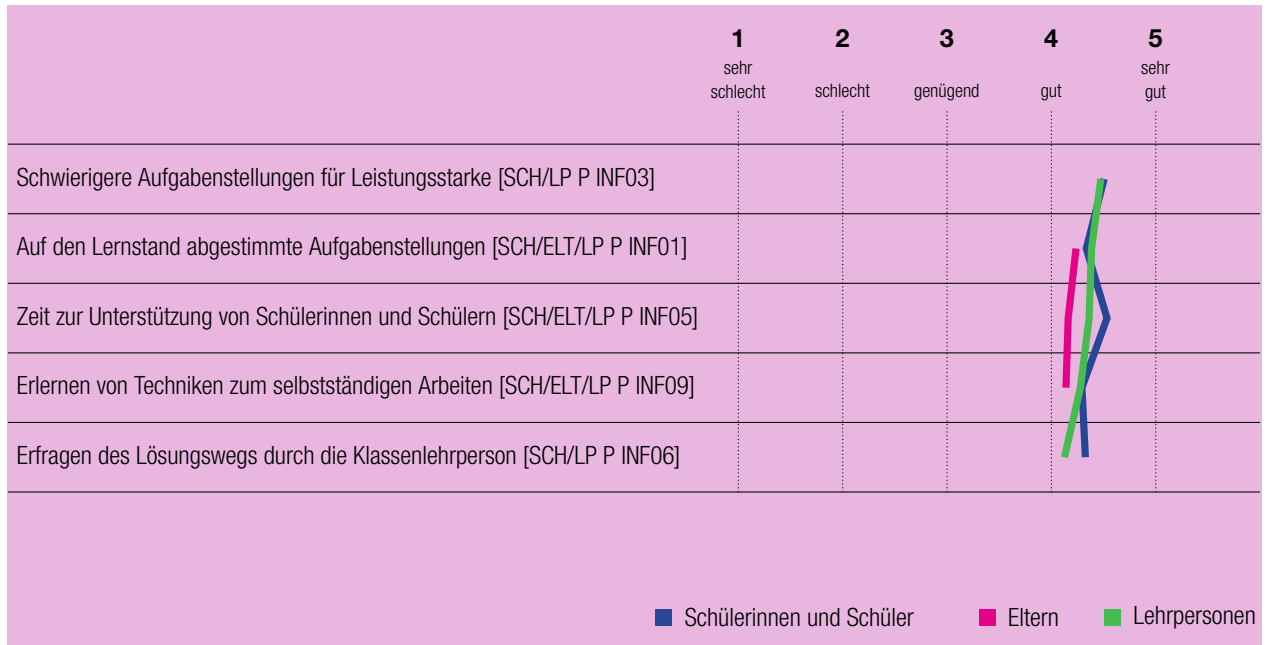 1 2 3 4 5
sehr schlecht schlecht genügend gut sehr gut
Schwierigere Aufgabenstellungen für Leistungsstarke [SCH/LP P INF03]
Auf den Lernstand abgestimmte Aufgabenstellungen [SCH/ELT/LP P INF01]
Zeit zur Unterstützung von Schülerinnen und Schülern [SCH/ELT/LP P INF05]
Erlernen von Techniken zum selbstständigen Arbeiten [SCH/ELT/LP P INF09]
Erfragen des Lösungswegs durch die Klassenlehrperson [SCH/LP P INF06]
Schülerinnen und Schüler Eltern Lehrpersonen